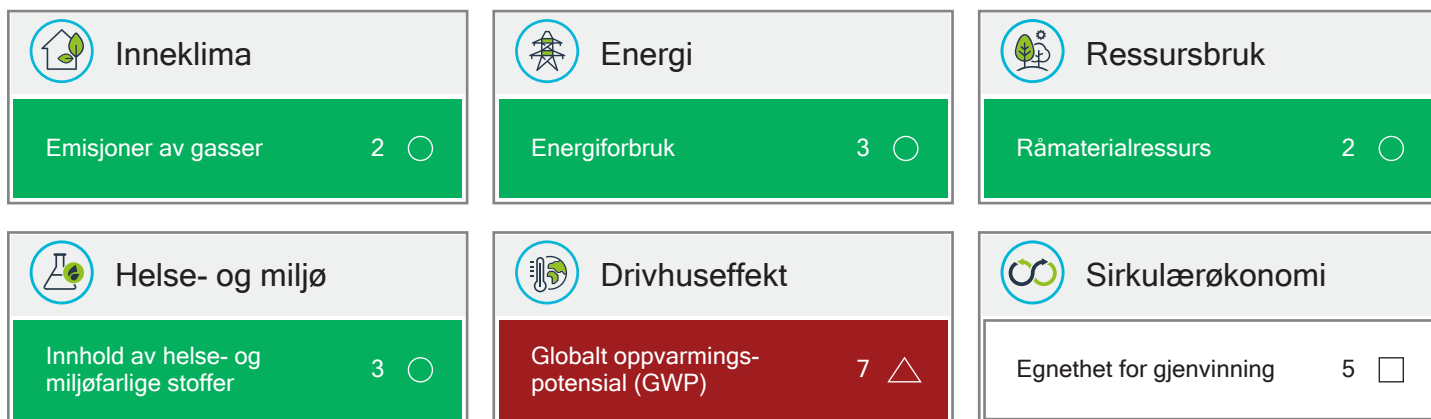 Inneklima
Emisjoner av gasser 2
Energi
Energiforbruk 3
Ressursbruk
Råmaterialressurs 2
Helse- og miljø
Innhold av helse- og
miljøfarlige stoffer 3
Drivhuseffekt
Globalt oppvarmings-
potensial (GWP) 7
Sirkulærøkonomi
Egnethet for gjenvinning 5